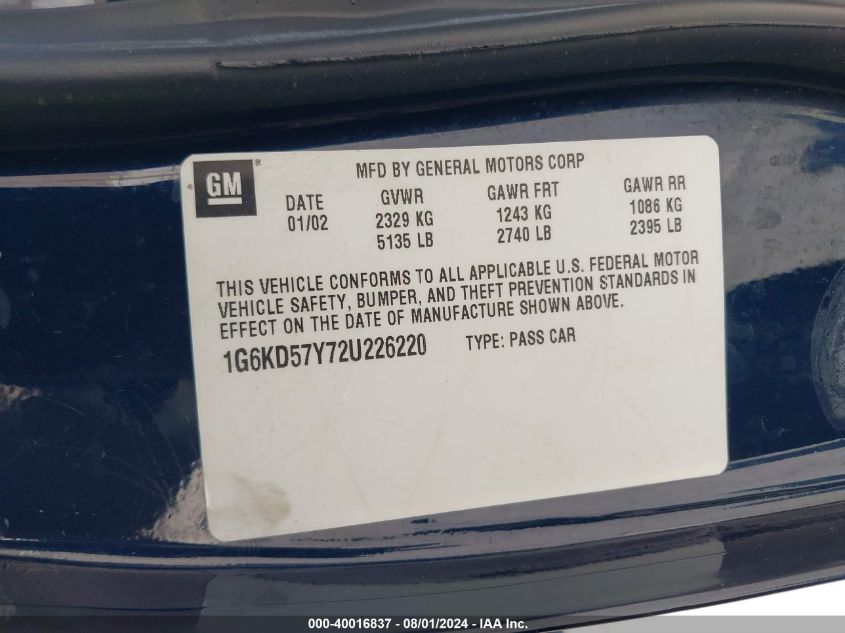 MFD BY GENERAL MOTORS CORP
GM®
DATE GVWR GAWR FRT GAWR RR
01/02 2329 KG 1243 KG 1086 KG
5135 LB 2740 LB 2395 LB
THIS VEHICLE CONFORMS TO ALL APPLICABLE U.S. FEDERAL MOTOR
VEHICLE SAFETY, BUMPER, AND THEFT PREVENTION STANDARDS IN
EFFECT ON THE DATE OF MANUFACTURE SHOWN ABOVE.
1G6KD57Y72U226220 TYPE: PASS CAR
000-40016837 - 08/01/2024 - IAA Inc.